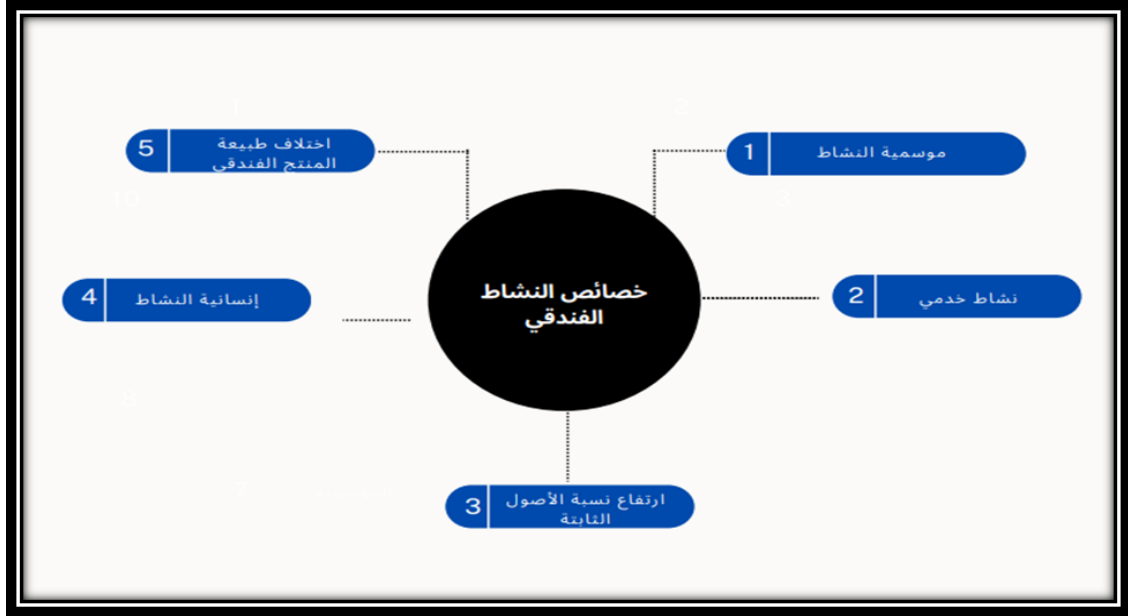 خصائص النشاط
الفندقي
1 موسمية النشاط
2 نشاط خدمي
3 ارتفاع نسبة الأصول
الثابتة
4 إنسانية النشاط
5 اختلاف طبيعة
المنتج الفندقي